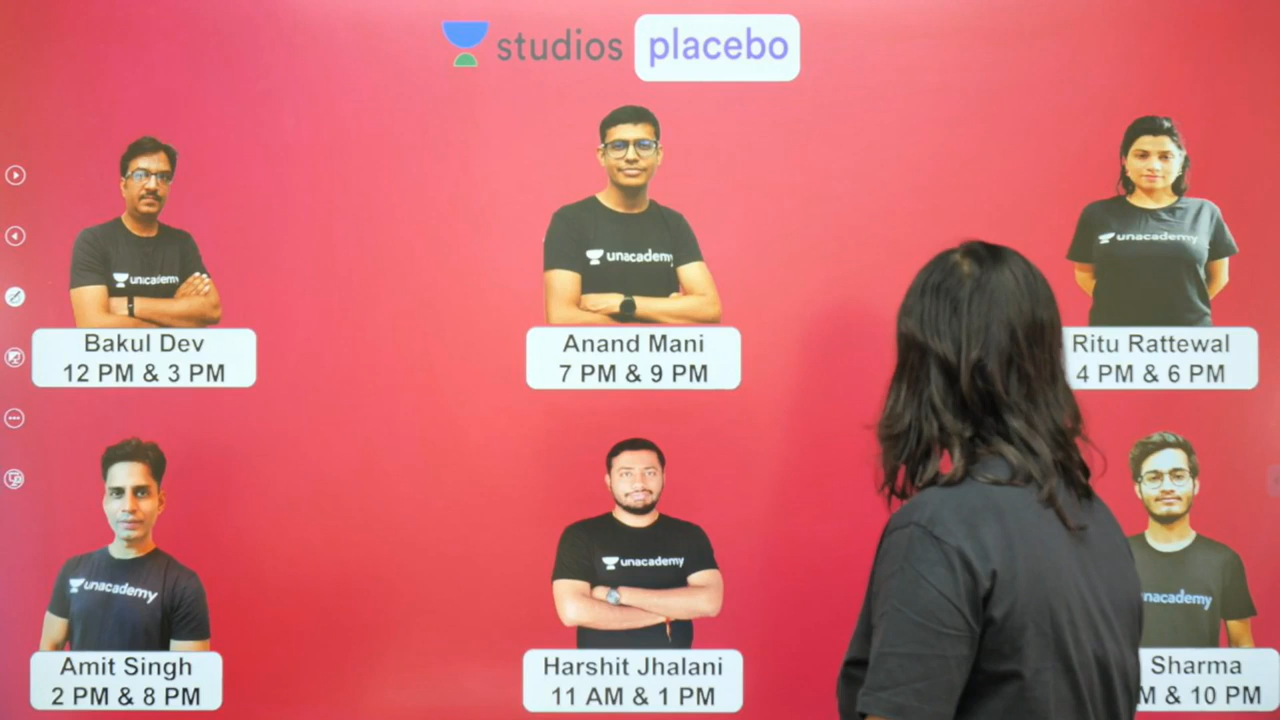 studios placebo
unacademy
unacademy
unacademy
Bakul Dev
12 PM & 3 PM
Anand Mani
7 PM & 9 PM
Ritu Rattewal
4 PM & 6 PM
unacademy
unacademy
unacademy
Amit Singh
2 PM & 8 PM
Harshit Jhalani
11 AM & 1 PM
Sharma
M & 10 PM